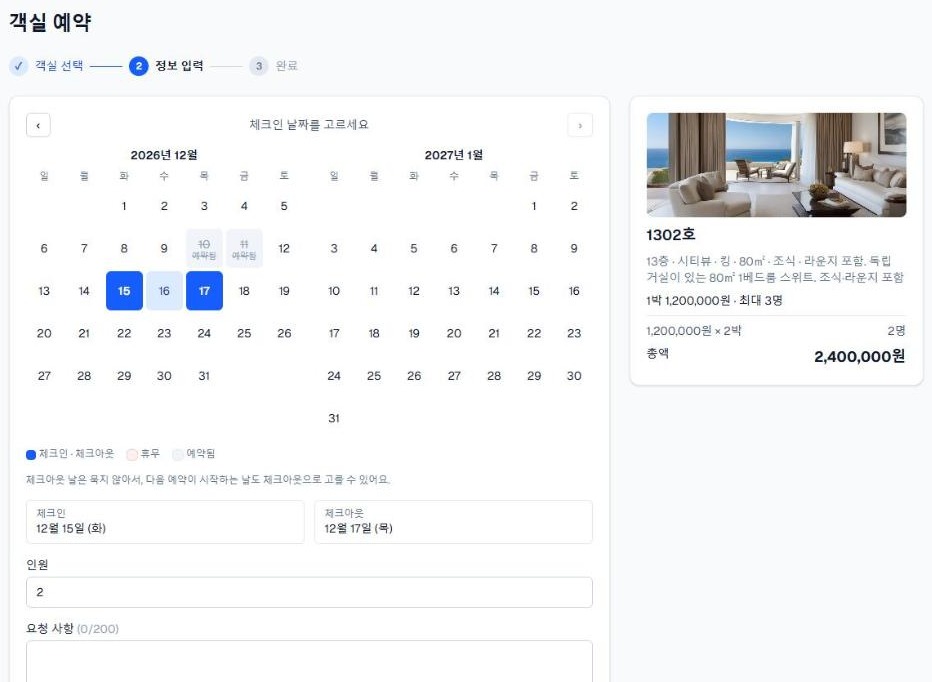 객실 예약
✓ 객실 선택 2 정보 입력 3 완료
‹ 체크인 날짜를 고르세요 ›
2026년 12월
일 월 화 수 목 금 토
1 2 3 4 5
6 7 8 9 10 예약됨 11 예약됨 12
13 14 15 16 17 18 19
20 21 22 23 24 25 26
27 28 29 30 31
2027년 1월
일 월 화 수 목 금 토
1 2
3 4 5 6 7 8 9
10 11 12 13 14 15 16
17 18 19 20 21 22 23
24 25 26 27 28 29 30
31
체크인 · 체크아웃 휴무 예약됨
체크아웃 날은 묵지 않아서, 다음 예약이 시작하는 날도 체크아웃으로 고를 수 있어요.
체크인
12월 15일 (화)
체크아웃
12월 17일 (목)
인원
2
요청 사항 (0/200)
1302호
13층 · 시티뷰 · 킹 · 80㎡ · 조식 · 라운지 포함. 독립
거실이 있는 80㎡ 1베드룸 스위트. 조식·라운지 포함
1박 1,200,000원 · 최대 3명
1,200,000원 × 2박 2명
총액 2,400,000원